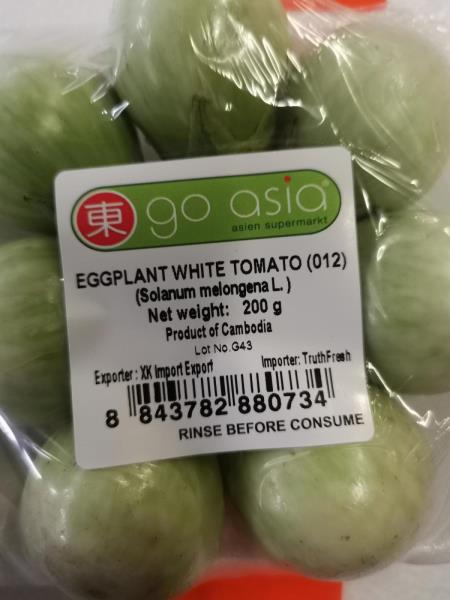 東 go asia®
asien supermarkt
EGGPLANT WHITE TOMATO (012)
(Solanum melongena L. )
Net weight: 200 g
Product of Cambodia
Lot No.G43
Exporter : XK Import Export Importer: TruthFresh
8 843782 880734
RINSE BEFORE CONSUME